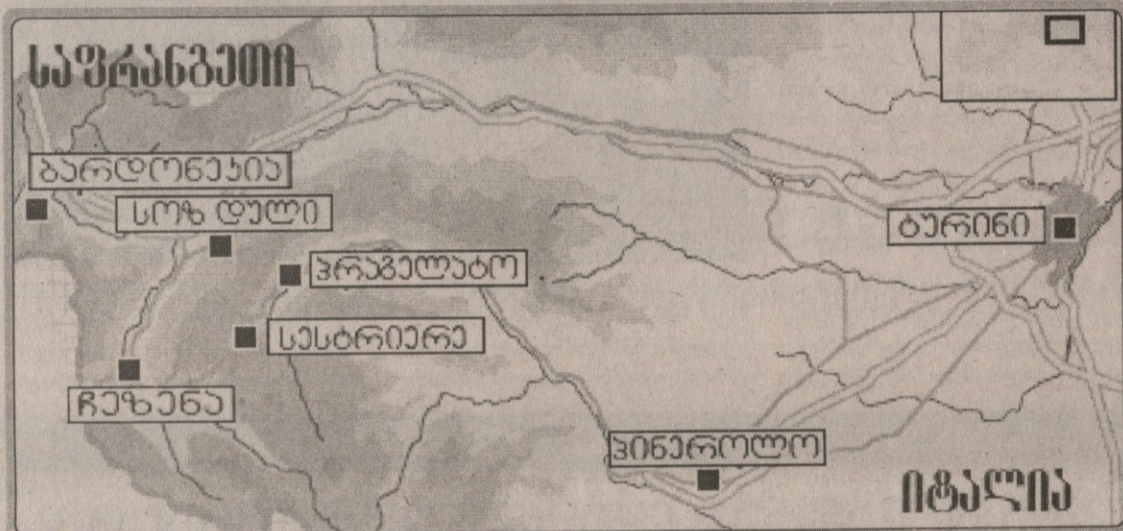 საფრანგეთი
ბარდონეკია
სოზ დული
პრაგელატო
სესტრიერე
ჩეზენა
ტურინი
პინეროლო
იტალია